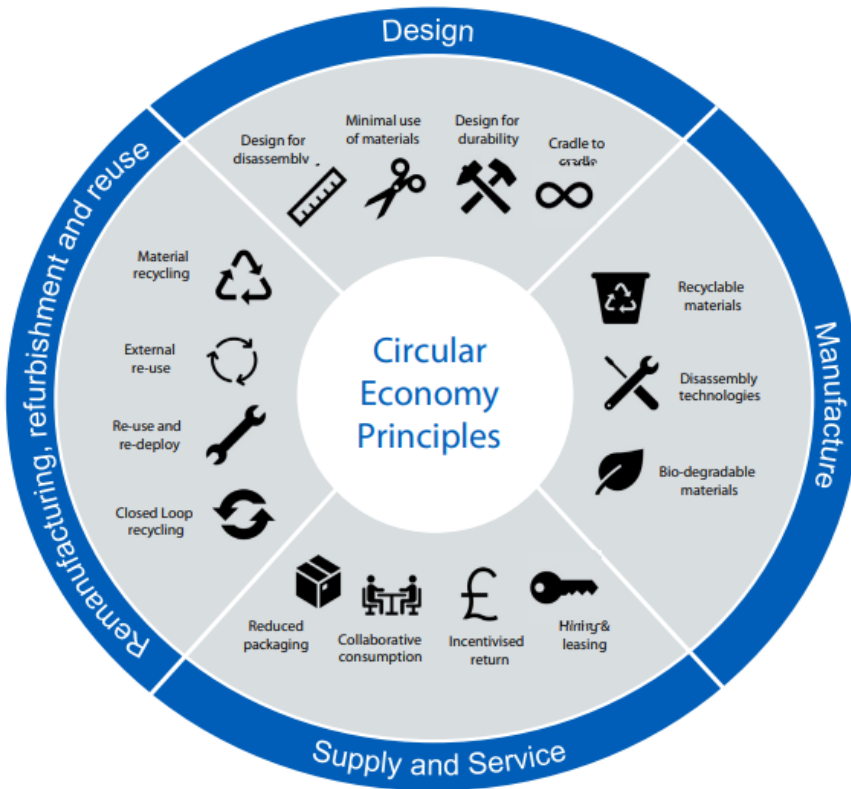 Design
Design for
disassembly
Minimal use
of materials
Design for
durability
Cradle to
cradle
Manufacture
Recyclable
materials
Disassembly
technologies
Bio-degradable
materials
Supply and Service
Reduced
packaging
Collaborative
consumption
Incentivised
return
&
leasing
Remanufacturing, refurbishment and reuse
Material
recycling
External
re-use
Re-use and
re-deploy
Closed Loop
recycling
Circular
Economy
Principles